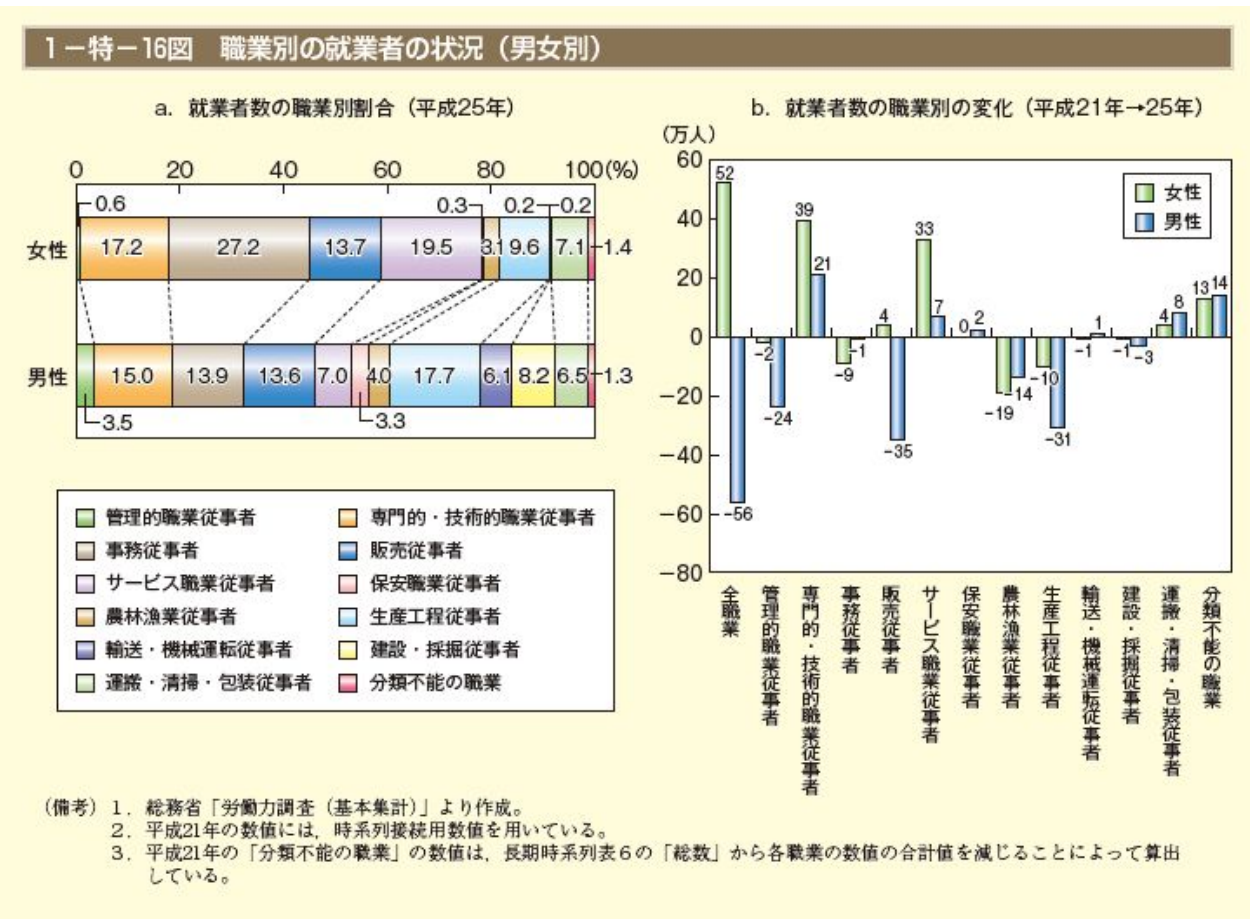 1－特－16図　職業別の就業者の状況（男女別）
a．就業者数の職業別割合（平成25年）
0 20 40 60 80 100(%)
0.6 0.3 0.2 0.2
女性 17.2 27.2 13.7 19.5 3.1 9.6 7.1 1.4
男性 15.0 13.9 13.6 7.0 4.0 17.7 6.1 8.2 6.5 1.3
3.5 3.3
管理的職業従事者 専門的・技術的職業従事者
事務従事者 販売従事者
サービス職業従事者 保安職業従事者
農林漁業従事者 生産工程従事者
輸送・機械運転従事者 建設・採掘従事者
運搬・清掃・包装従事者 分類不能の職業
b．就業者数の職業別の変化（平成21年→25年）
（万人）
60
40
20
0
−20
−40
−60
−80
女性
男性
52 −56
−2 −24
39 21
−9 −1
4 −35
33 7
0 2
−19 −14
−10 −31
−1 1
−1 −3
4 8
13 14
全職業
管理的職業従事者
専門的・技術的職業従事者
事務従事者
販売従事者
サービス職業従事者
保安職業従事者
農林漁業従事者
生産工程従事者
輸送・機械運転従事者
建設・採掘従事者
運搬・清掃・包装従事者
分類不能の職業
（備考）1．総務省「労働力調査（基本集計）」より作成。
2．平成21年の数値には，時系列接続用数値を用いている。
3．平成21年の「分類不能の職業」の数値は，長期時系列表６の「総数」から各職業の数値の合計値を減じることによって算出
している。